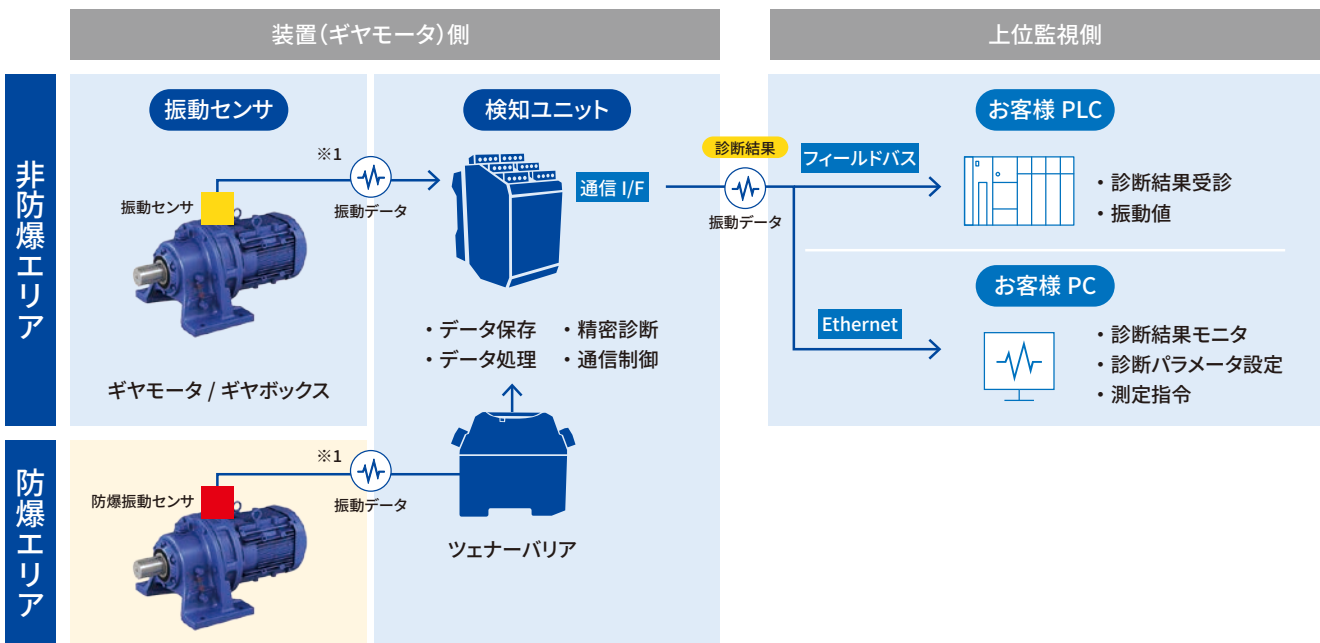 装置(ギヤモータ)側
上位監視側
非防爆エリア
振動センサ
※1
振動センサ
振動データ
ギヤモータ / ギヤボックス
検知ユニット
通信 I/F
・データ保存 ・精密診断
・データ処理 ・通信制御
診断結果
振動データ
フィールドバス
お客様 PLC
・診断結果受診
・振動値
Ethernet
お客様 PC
・診断結果モニタ
・診断パラメータ設定
・測定指令
防爆エリア
※1
防爆振動センサ
振動データ
ツェナーバリア